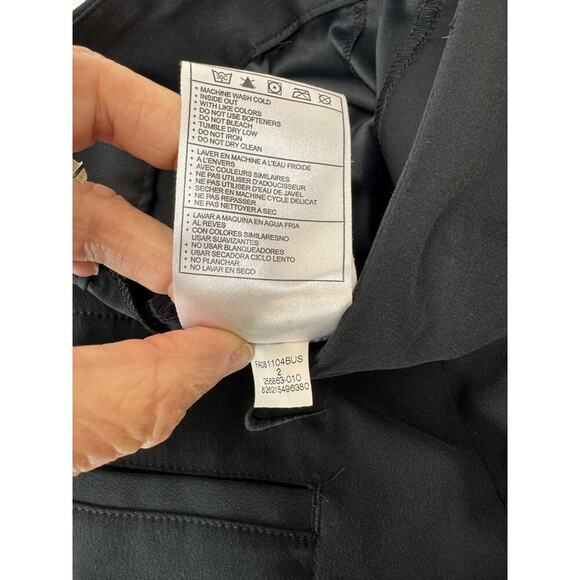 30C
• MACHINE WASH COLD
• INSIDE OUT
• WITH LIKE COLORS
• DO NOT USE SOFTENERS
• DO NOT BLEACH
• TUMBLE DRY LOW
• DO NOT IRON
• DO NOT DRY CLEAN
• LAVER EN MACHINE A L'EAU FROIDE
• A L'ENVERS
• AVEC COULEURS SIMILAIRES
• NE PAS UTILISER D'ADOUCISSEUR
• NE PAS UTILISER D'EAU DE JAVEL
• SECHER EN MACHINE CYCLE DELICAT
• NE PAS REPASSER
• NE PAS NETTOYER A SEC
• LAVAR A MAQUINA EN AGUA FRIA
• AL REVES
• CON COLORES SIMILARESNO
USAR SUAVIZANTES
• NO USAR BLANQUEADORES
• USAR SECADORA CICLO LENTO
• NO PLANCHAR
• NO LAVAR EN SECO
FA081104BUS
2
258863-010
826215496380